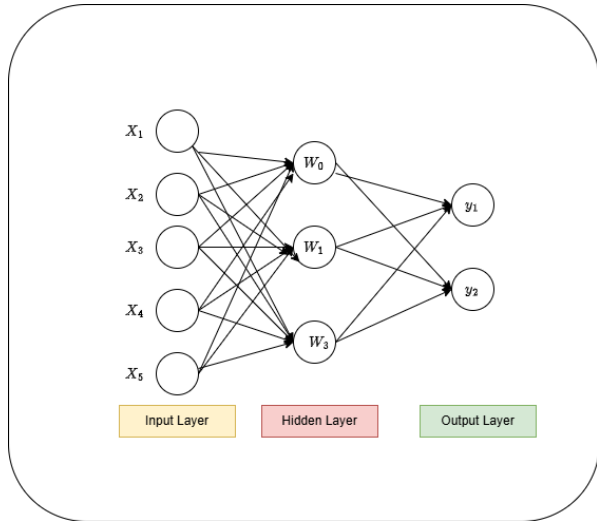 X₁
X₂
X₃
X₄
X₅
W₀
W₁
W₃
y₁
y₂
Input Layer
Hidden Layer
Output Layer